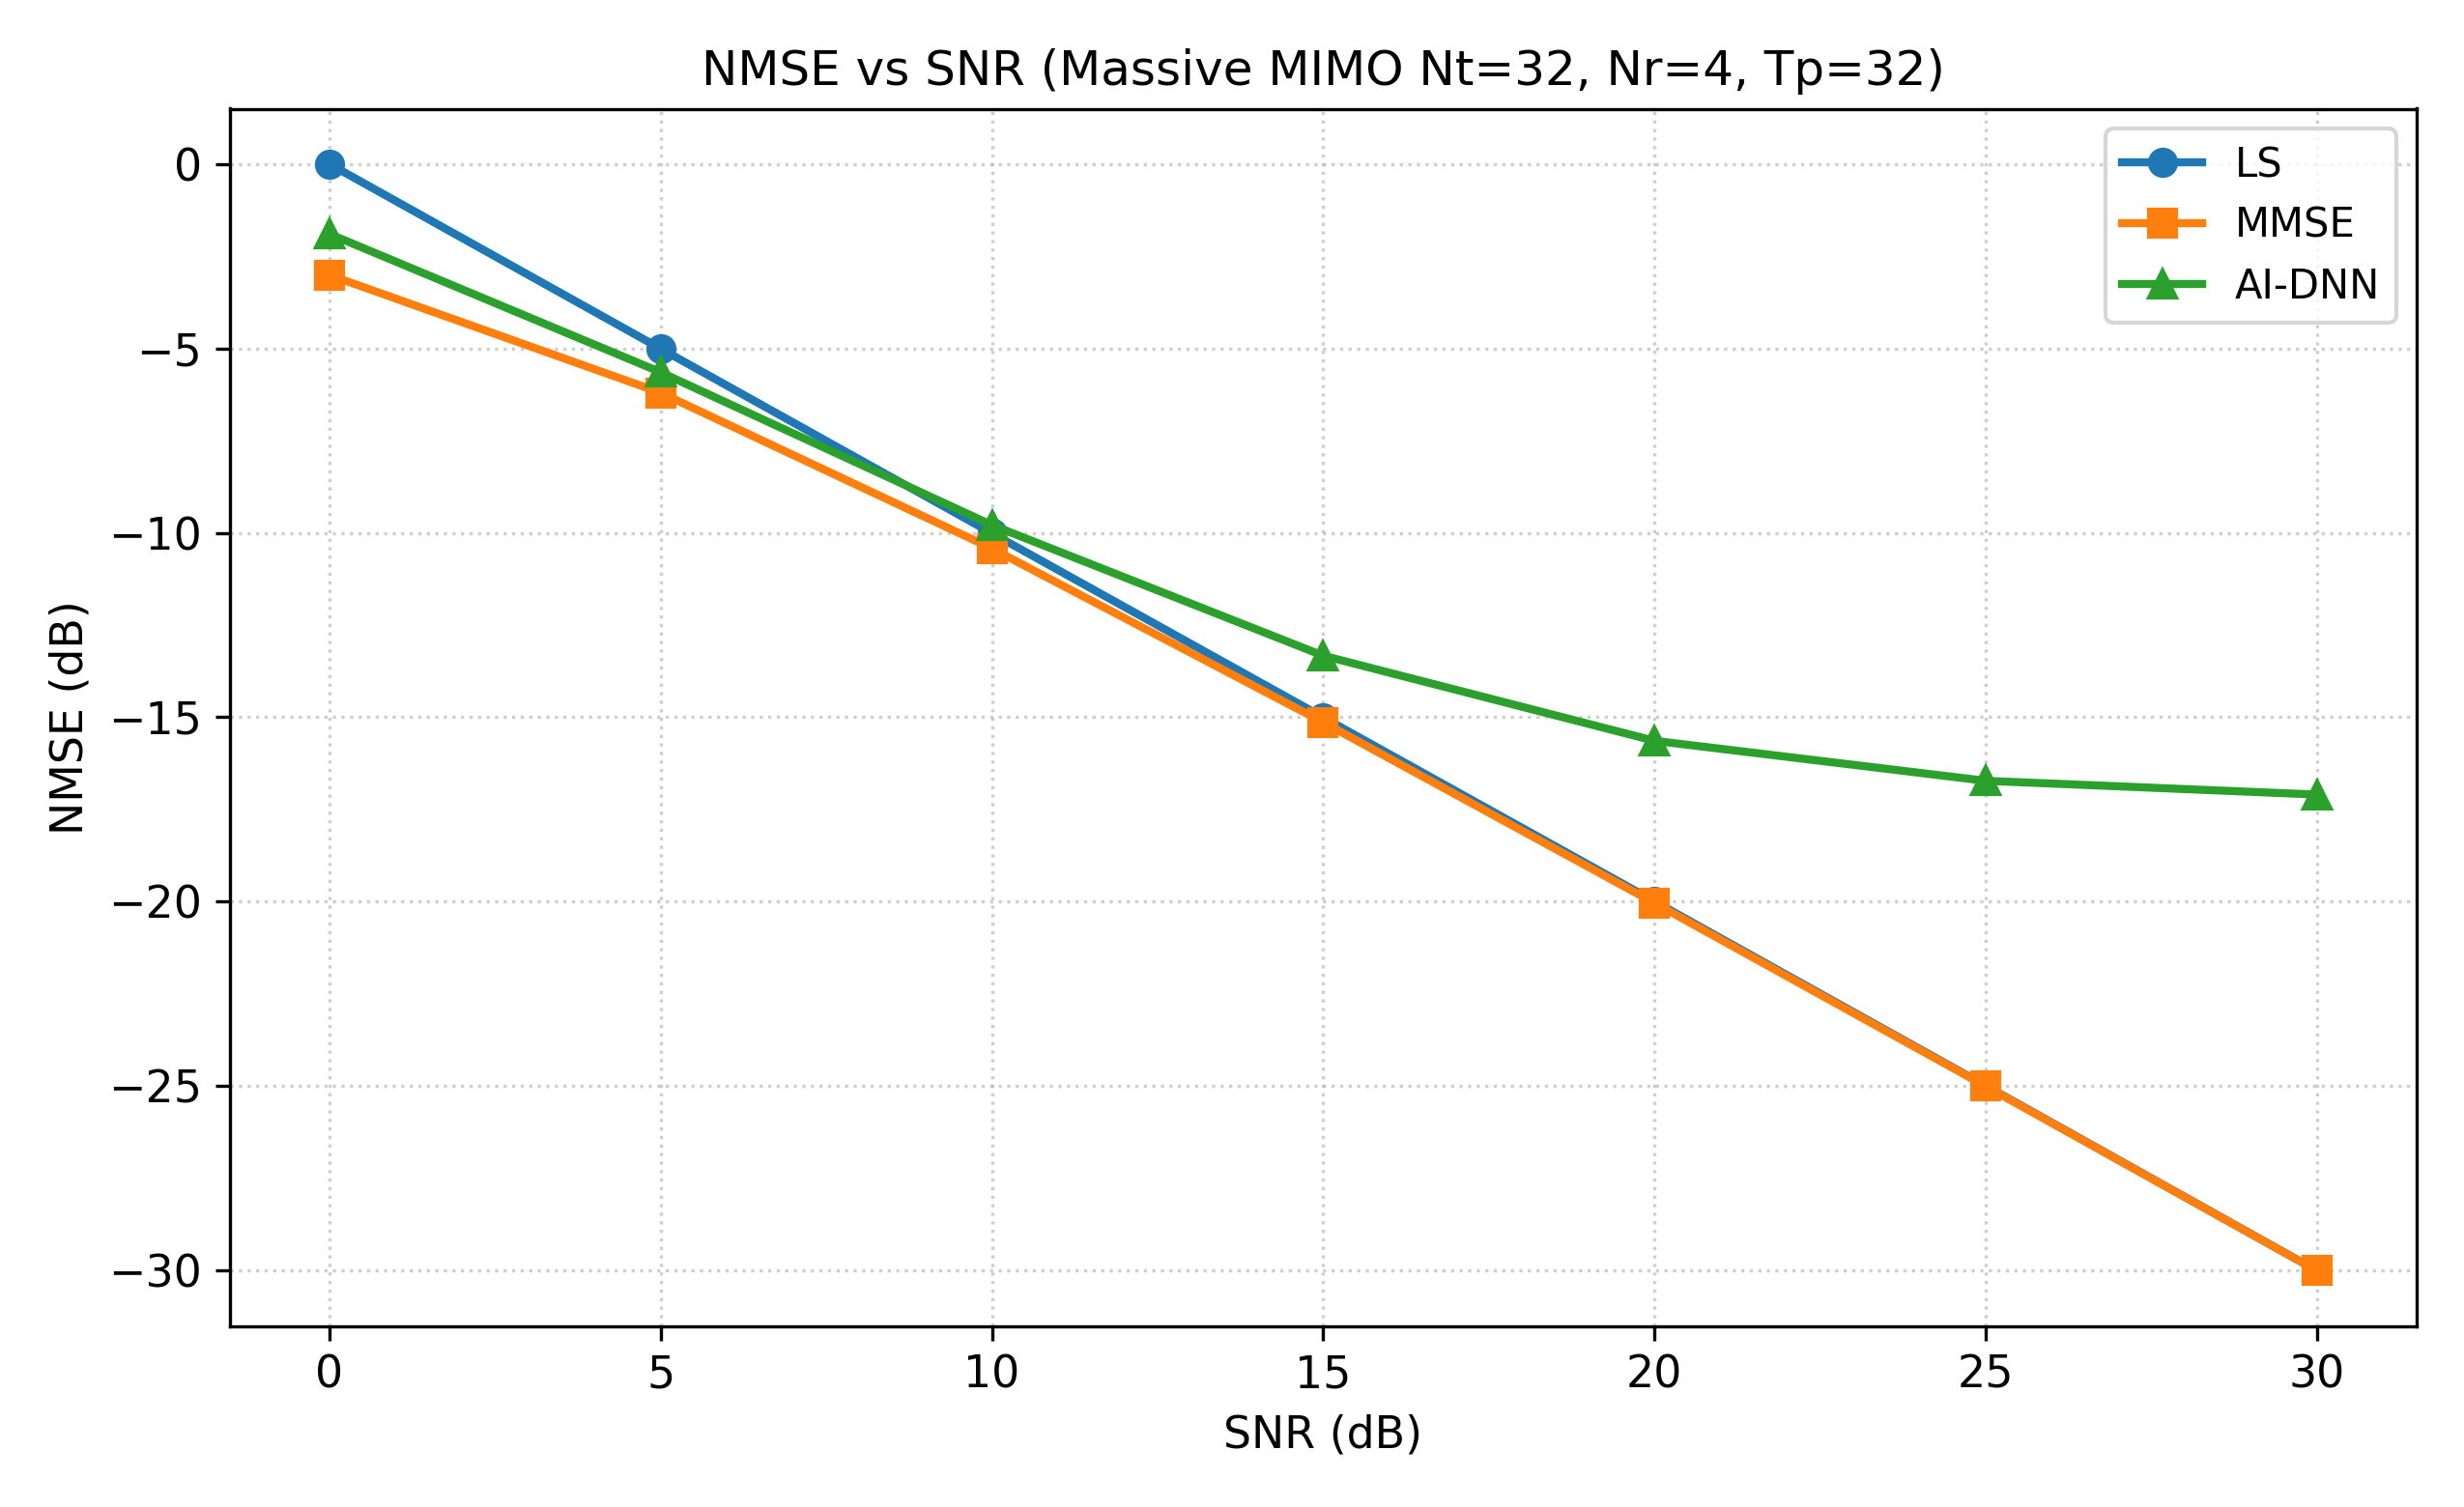 NMSE vs SNR (Massive MIMO Nt=32, Nr=4, Tp=32)
LS
MMSE
AI-DNN
NMSE (dB)
0
−5
−10
−15
−20
−25
−30
0 5 10 15 20 25 30
SNR (dB)